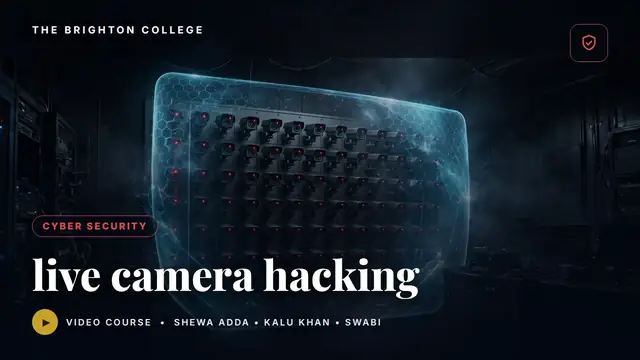 THE BRIGHTON COLLEGE
CYBER SECURITY
live camera hacking
VIDEO COURSE • SHEWA ADDA • KALU KHAN • SWABI